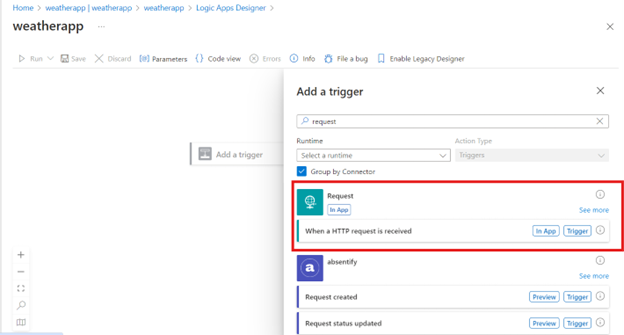 Home > weatherapp | weatherapp > weatherapp > Logic Apps Designer >
weatherapp ...
Run Save Discard Parameters Code view Errors Info File a bug Enable Legacy Designer
Add a trigger
Add a trigger
request
Runtime Action Type
Select a runtime Triggers
Group by Connector
Request
In App
See more
When a HTTP request is received In App Trigger
a absentify
See more
Request created Preview Trigger
Request status updated Preview Trigger